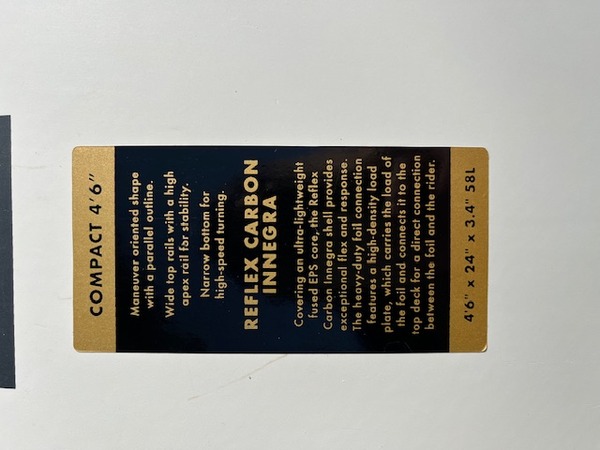 COMPACT 4'6"
Maneuver oriented shape
with a parallel outline.
Wide top rails with a high
apex rail for stability.
Narrow bottom for
high-speed turning.
REFLEX CARBON
INNEGRA
Covering an ultra-lightweight
fused EPS core, the Reflex
Carbon Innegra shell provides
exceptional flex and response.
The heavy-duty foil connection
features a high-density load
plate, which carries the load of
the foil and connects it to the
top deck for a direct connection
between the foil and the rider.
4'6" x 24" x 3.4" 58L